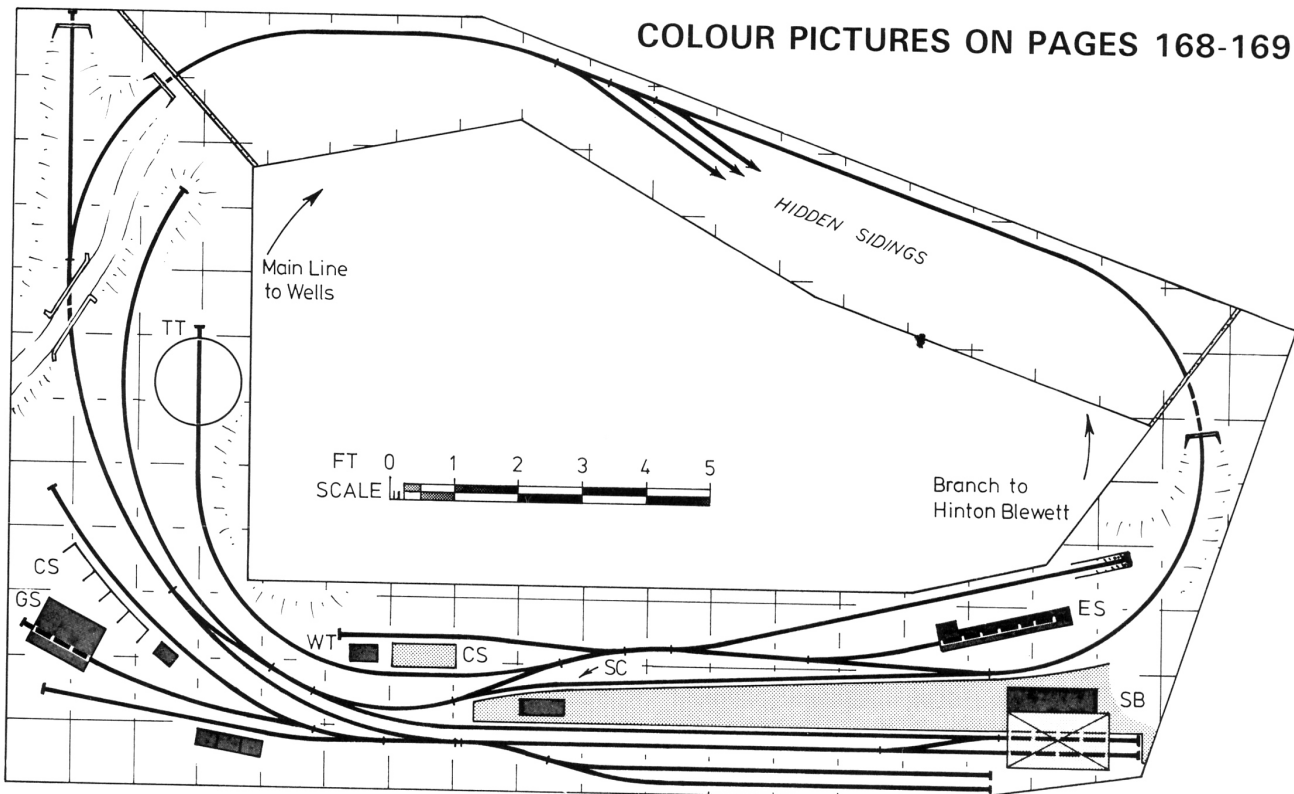 COLOUR PICTURES ON PAGES 168-169
HIDDEN SIDINGS
Main Line
to Wells
TT
FT 0 1 2 3 4 5
SCALE
Branch to
Hinton Blewett
CS
GS
WT
CS
SC
ES
SB